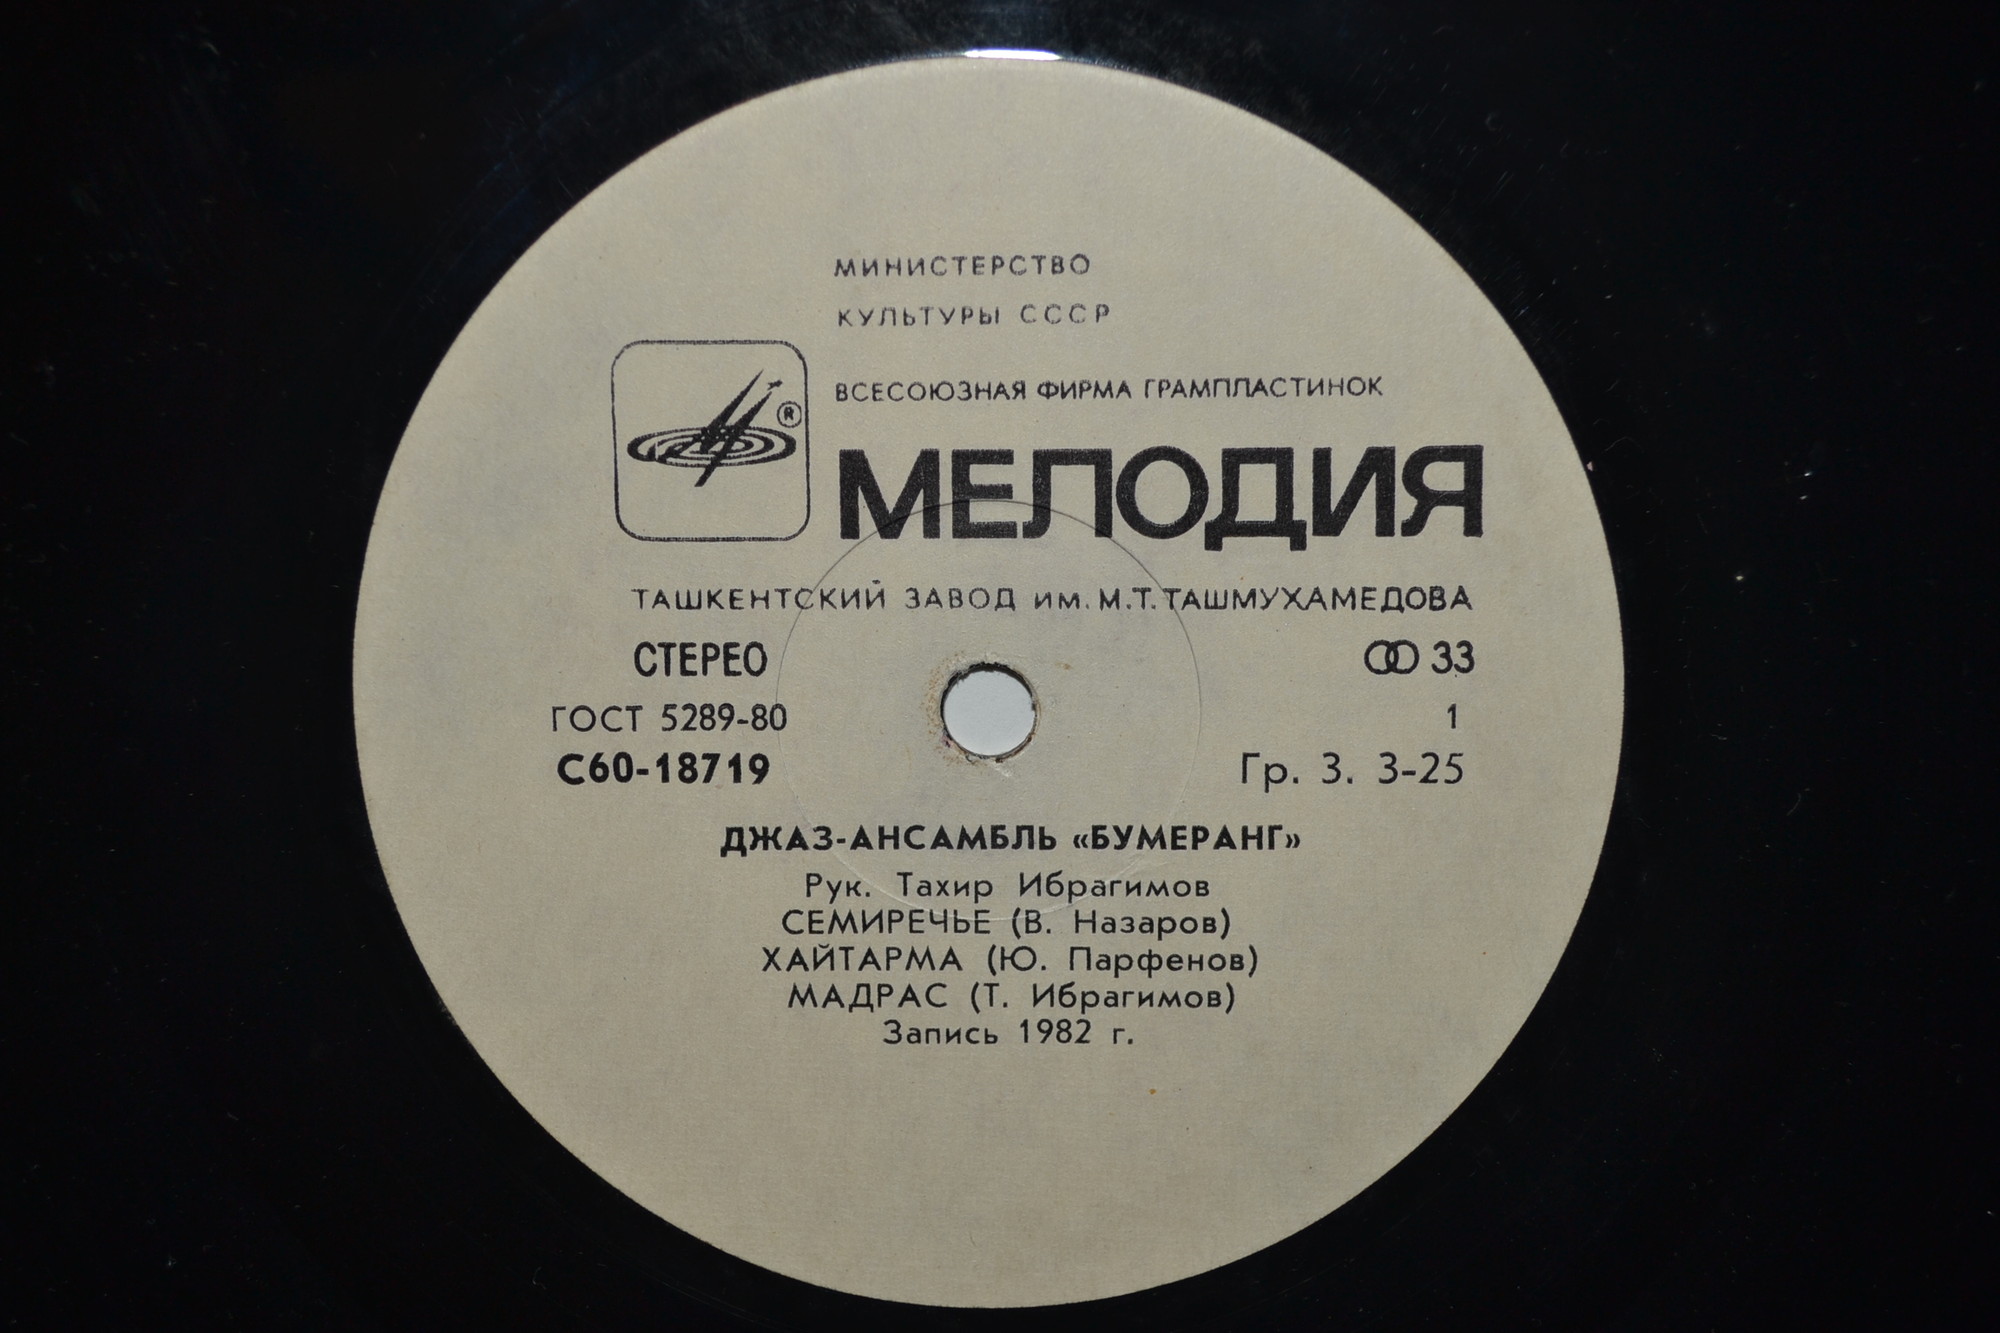 МИНИСТЕРСТВО
КУЛЬТУРЫ СССР
ВСЕСОЮЗНАЯ ФИРМА ГРАМПЛАСТИНОК
®
МЕЛОДИЯ
ТАШКЕНТСКИЙ ЗАВОД им. М.Т. ТАШМУХАМЕДОВА
СТЕРЕО 33
ГОСТ 5289-80 1
С60-18719 Гр. 3. 3-25
ДЖАЗ-АНСАМБЛЬ «БУМЕРАНГ»
Рук. Тахир Ибрагимов
СЕМИРЕЧЬЕ (В. Назаров)
ХАЙТАРМА (Ю. Парфенов)
МАДРАС (Т. Ибрагимов)
Запись 1982 г.